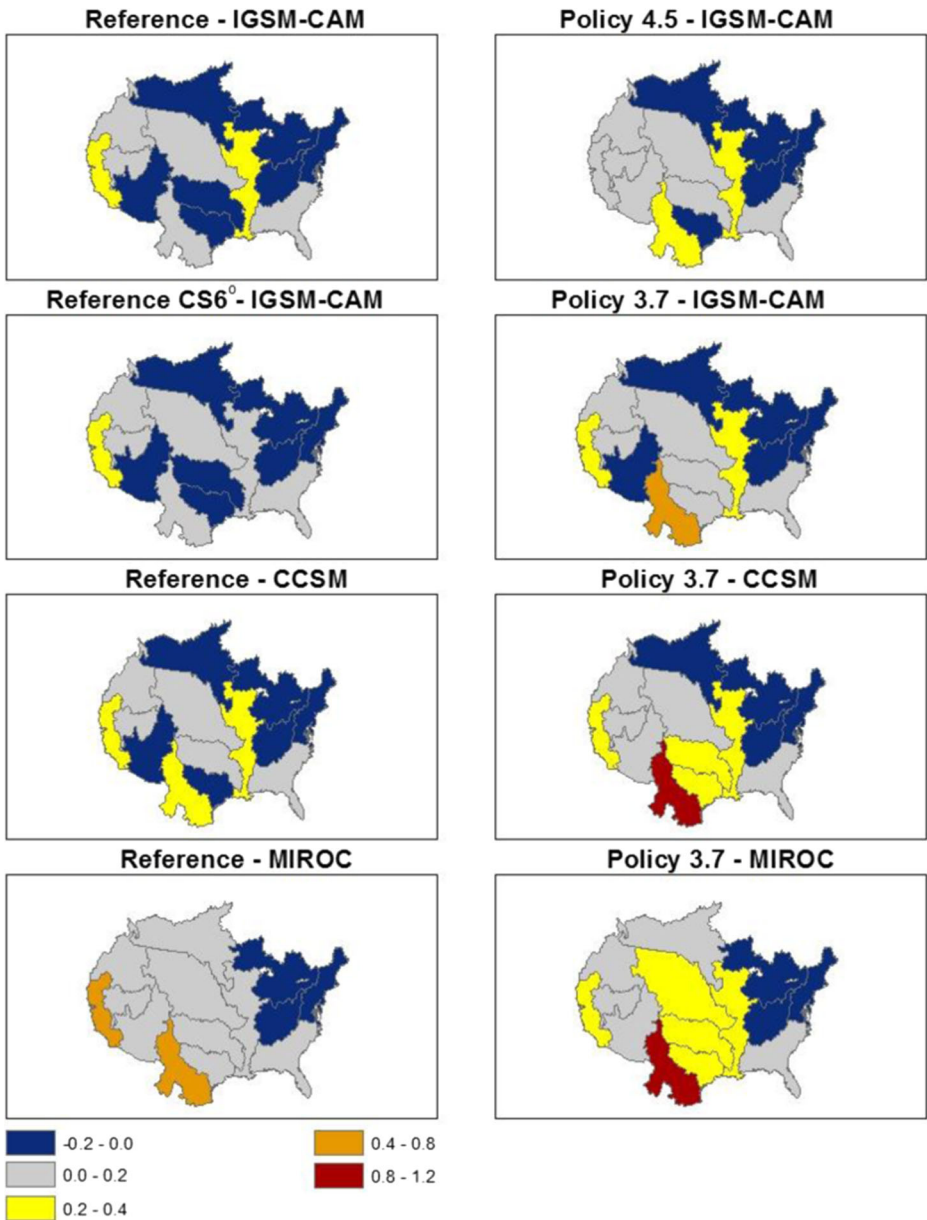 Reference - IGSM-CAM
Policy 4.5 - IGSM-CAM
Reference CS6°- IGSM-CAM
Policy 3.7 - IGSM-CAM
Reference - CCSM
Policy 3.7 - CCSM
Reference - MIROC
Policy 3.7 - MIROC
-0.2 - 0.0
0.0 - 0.2
0.2 - 0.4
0.4 - 0.8
0.8 - 1.2